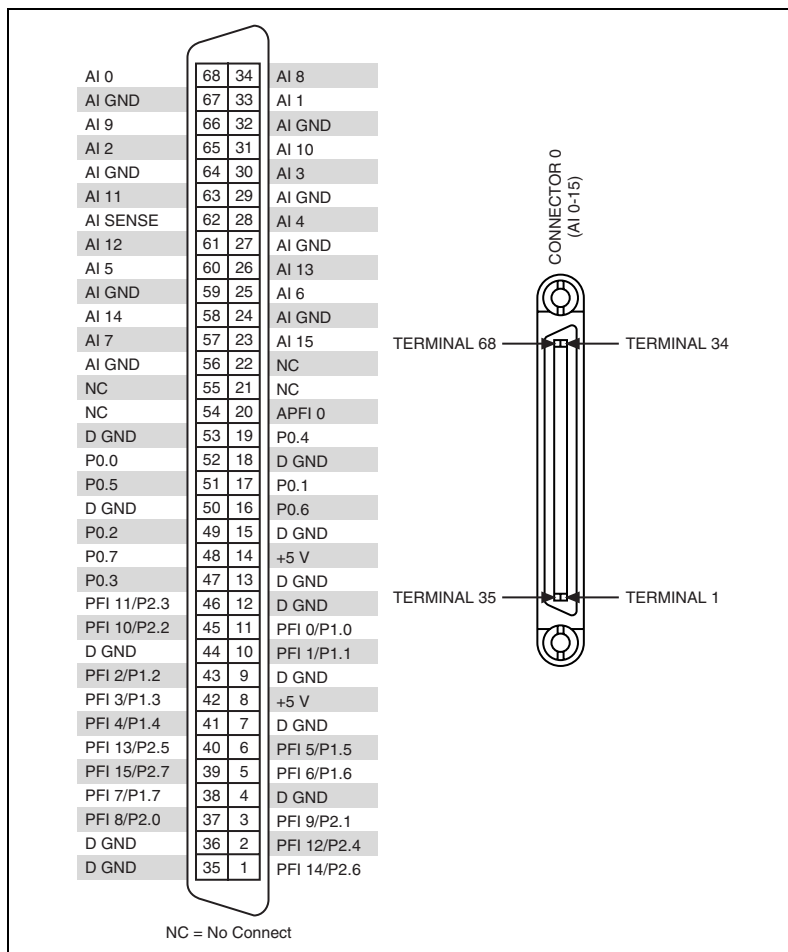 AI 0 68 34 AI 8
AI GND 67 33 AI 1
AI 9 66 32 AI GND
AI 2 65 31 AI 10
AI GND 64 30 AI 3
AI 11 63 29 AI GND
AI SENSE 62 28 AI 4
AI 12 61 27 AI GND
AI 5 60 26 AI 13
AI GND 59 25 AI 6
AI 14 58 24 AI GND
AI 7 57 23 AI 15
AI GND 56 22 NC
NC 55 21 NC
NC 54 20 APFI 0
D GND 53 19 P0.4
P0.0 52 18 D GND
P0.5 51 17 P0.1
D GND 50 16 P0.6
P0.2 49 15 D GND
P0.7 48 14 +5 V
P0.3 47 13 D GND
PFI 11/P2.3 46 12 D GND
PFI 10/P2.2 45 11 PFI 0/P1.0
D GND 44 10 PFI 1/P1.1
PFI 2/P1.2 43 9 D GND
PFI 3/P1.3 42 8 +5 V
PFI 4/P1.4 41 7 D GND
PFI 13/P2.5 40 6 PFI 5/P1.5
PFI 15/P2.7 39 5 PFI 6/P1.6
PFI 7/P1.7 38 4 D GND
PFI 8/P2.0 37 3 PFI 9/P2.1
D GND 36 2 PFI 12/P2.4
D GND 35 1 PFI 14/P2.6
NC = No Connect
CONNECTOR 0
(AI 0-15)
TERMINAL 68
TERMINAL 34
TERMINAL 35
TERMINAL 1